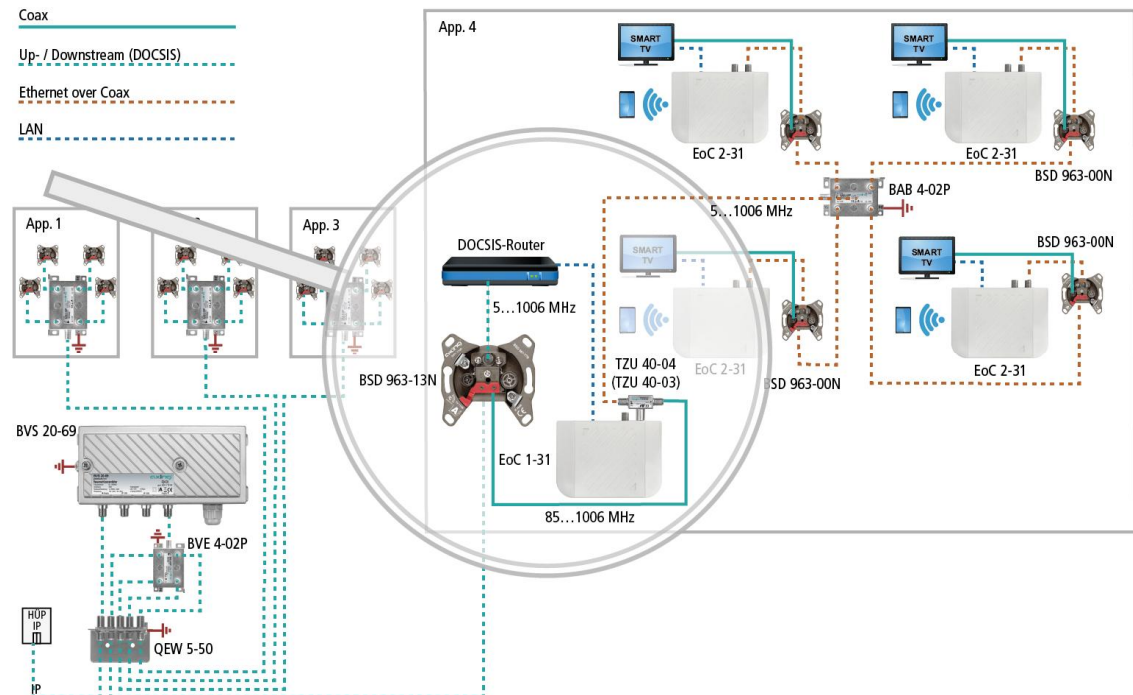 Coax
Up- / Downstream (DOCSIS)
Ethernet over Coax
LAN
App. 4
SMART
TV
EoC 2-31
SMART
TV
EoC 2-31
BSD 963-00N
BAB 4-02P
5...1006 MHz
App. 1
App. 3
DOCSIS-Router
5...1006 MHz
SMART
TV
EoC 2-31
BSD 963-00N
BSD 963-00N
SMART
TV
EoC 2-31
TZU 40-04
(TZU 40-03)
BSD 963-13N
EoC 1-31
85...1006 MHz
BVS 20-69
BVE 4-02P
HÜP
IP
QEW 5-50
IP